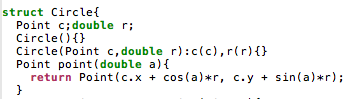 struct Circle{
Point c;double r;
Circle(){}
Circle(Point c,double r):c(c),r(r){}
Point point(double a){
return Point(c.x + cos(a)*r, c.y + sin(a)*r);
}